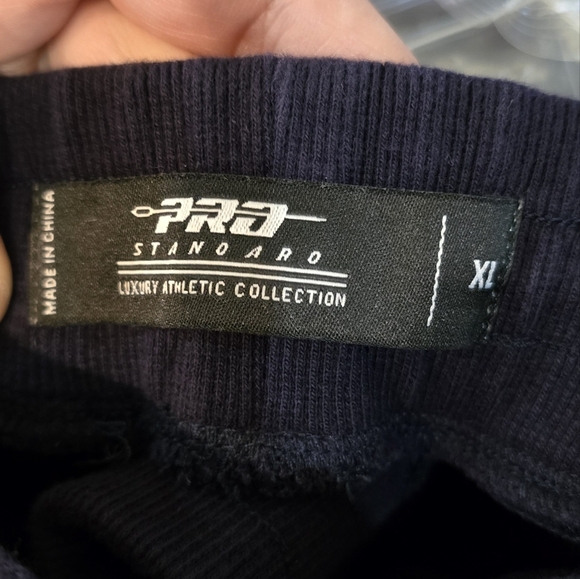 MADE IN CHINA
PRO
STANDARD
LUXURY ATHLETIC COLLECTION
XL